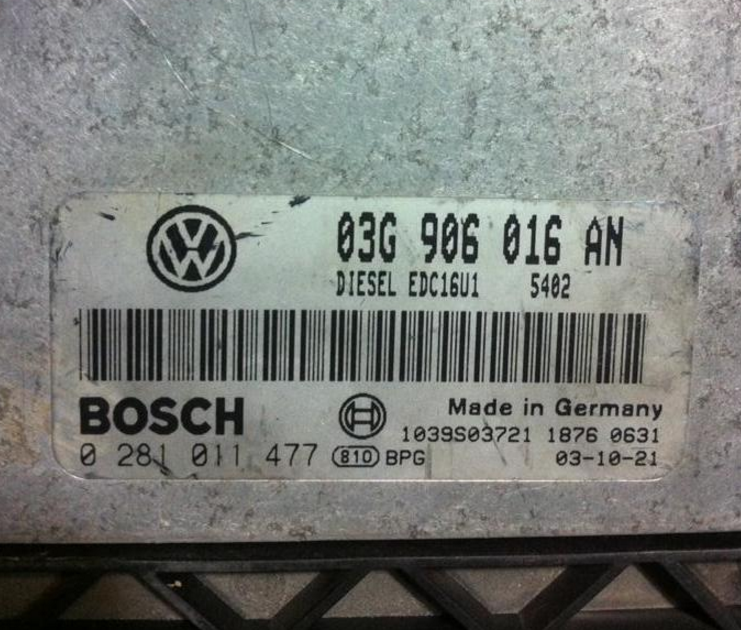 03G 906 016 AN
DIESEL EDC16U1 5402
BOSCH
Made in Germany
1039S03721 1876 0631
0 281 011 477 810 BPG 03-10-21